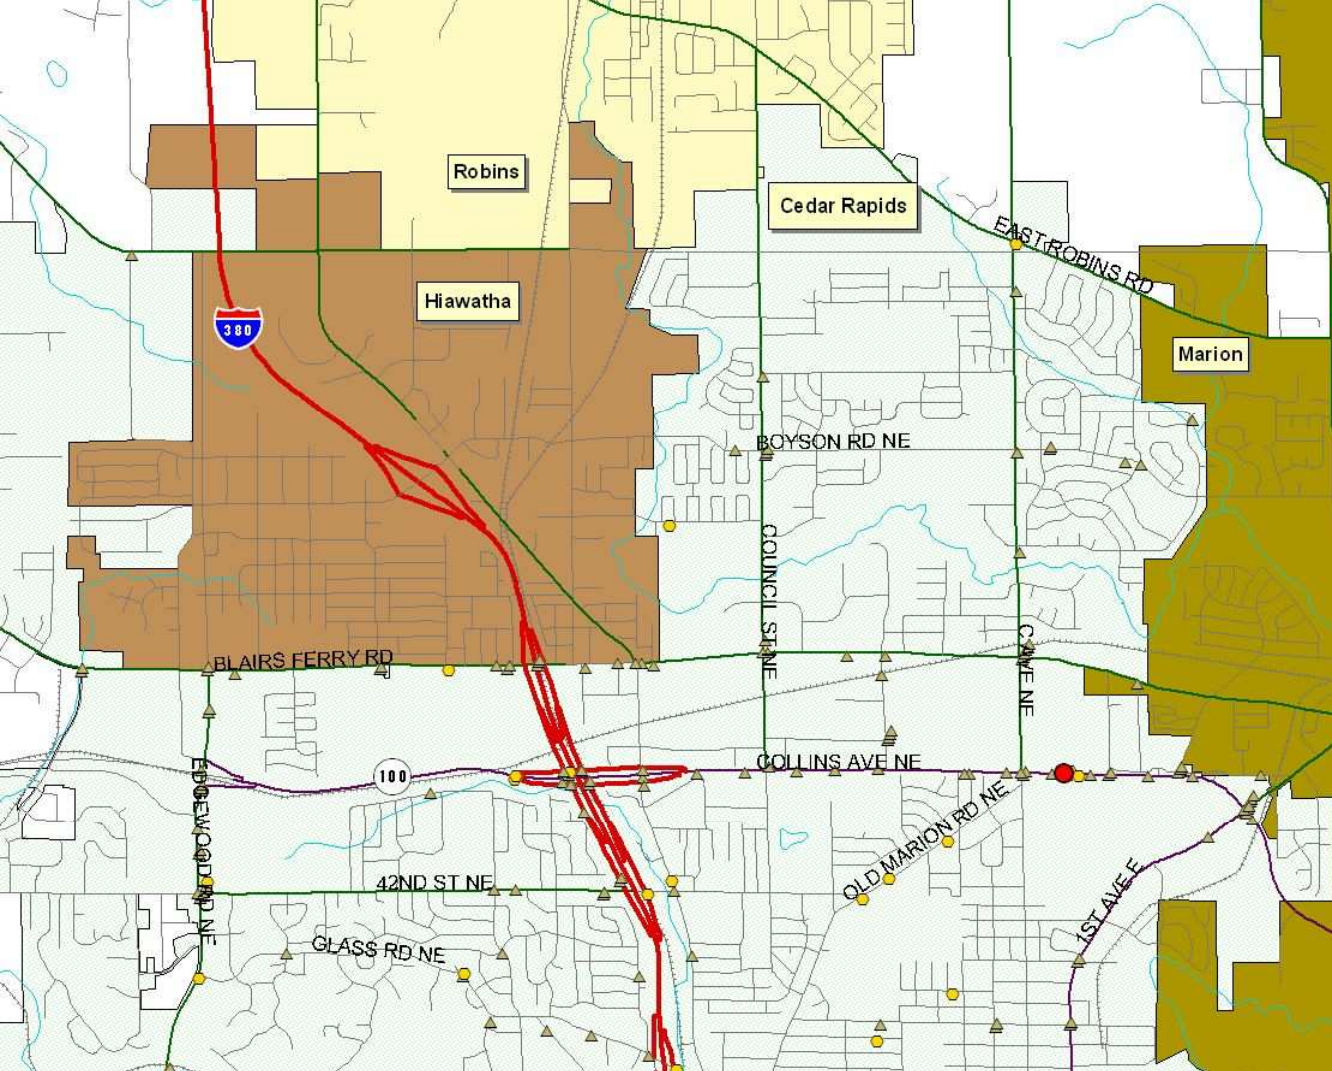 Robins
Cedar Rapids
EAST ROBINS RD
Hiawatha
380
Marion
BOYSON RD NE
COUNCIL ST NE
C AVE NE
BLAIRS FERRY RD
COLLINS AVE NE
100
EDGEWOOD RD NE
OLD MARION RD NE
42ND ST NE
1ST AVE E
GLASS RD NE